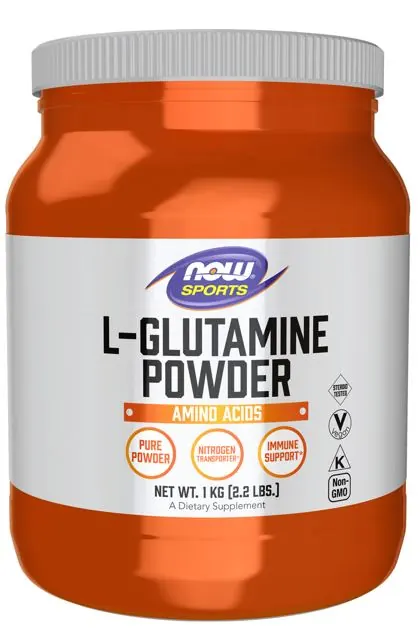 NOW®
SPORTS
L-GLUTAMINE
POWDER
AMINO ACIDS
PURE
POWDER
NITROGEN
TRANSPORTER*
IMMUNE
SUPPORT*
STEROID
TESTED
V
Vegan
K
Non-
GMO
NET WT. 1 KG (2.2 LBS.)
A Dietary Supplement